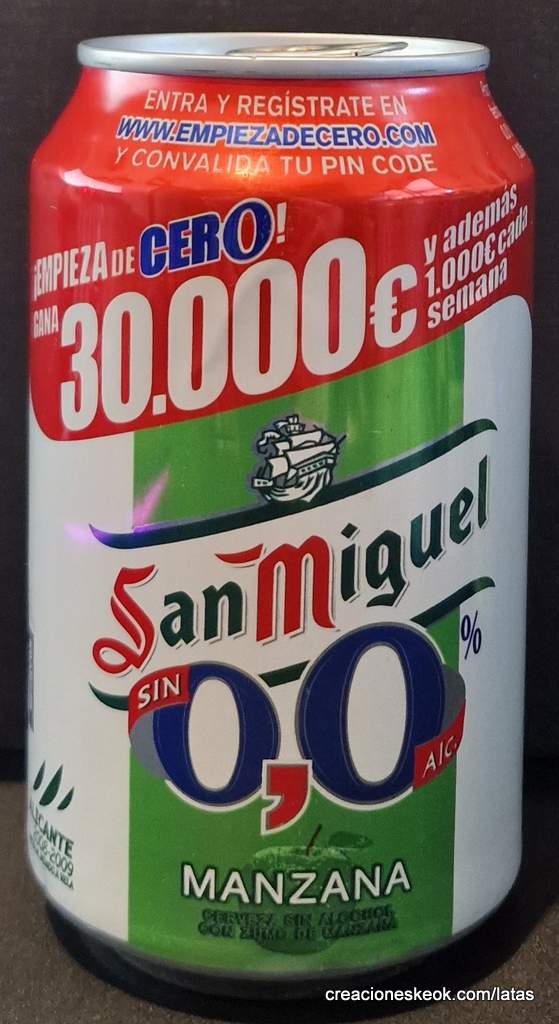 ENTRA Y REGÍSTRATE EN
WWW.EMPIEZADECERO.COM
Y CONVALIDA TU PIN CODE
¡EMPIEZA DE CERO!
GANA
30.000€
y además
1.000€ cada
semana
San Miguel
SIN
0,0
%
Alc.
ALICANTE
2008-2009
MANZANA
CERVEZA SIN ALCOHOL
CON ZUMO DE MANZANA
creacioneskeok.com/latas